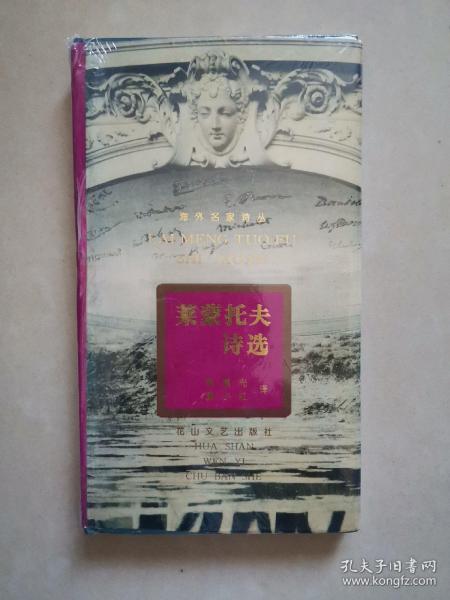 海外名家诗丛
LAI MENG TUO FU
SHI XUAN
莱蒙托夫
诗选
译
花山文艺出版社
HUA SHAN
WEN YI
CHU BAN SHE
孔夫子旧书网
www.kongfz.com